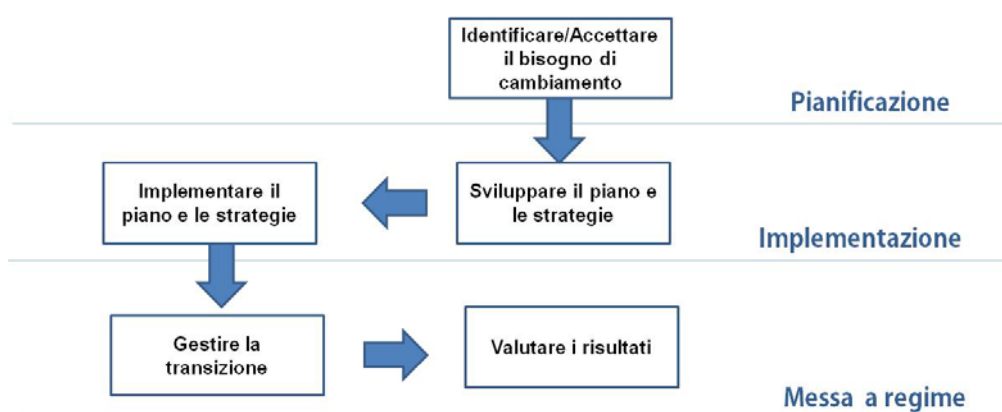 Identificare/Accettare
il bisogno di
cambiamento
Pianificazione
Implementare il
piano e le strategie
Sviluppare il piano e
le strategie
Implementazione
Gestire la
transizione
Valutare i risultati
Messa a regime